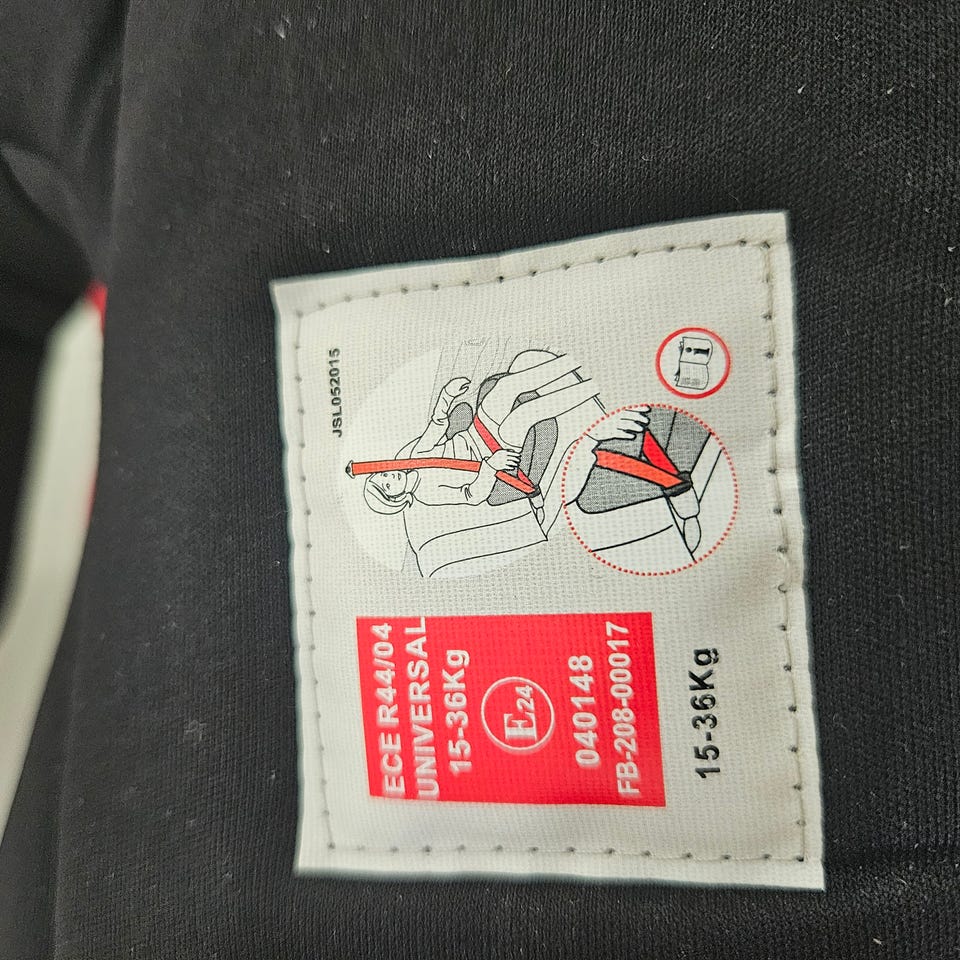 ECE R44/04
UNIVERSAL
15-36Kg
E24
040148
FB-208-00017
15-36Kg
JSL052015
i